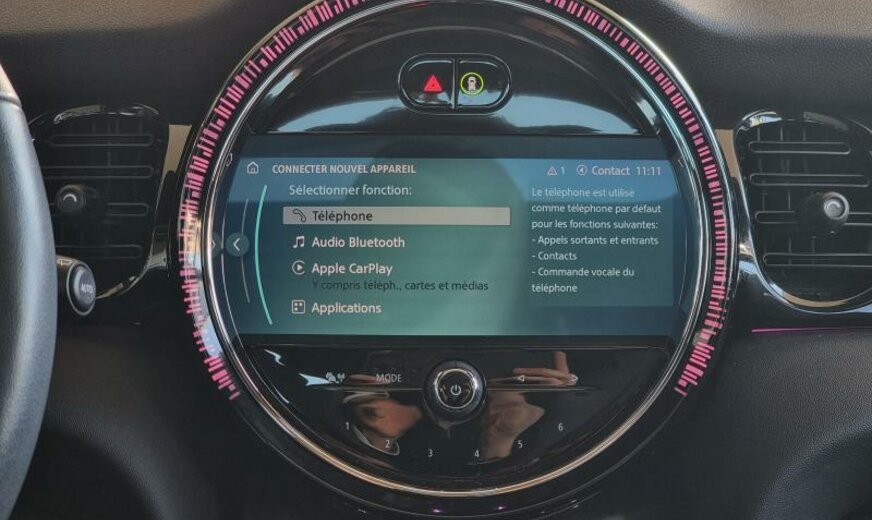 CONNECTER NOUVEL APPAREIL
1 Contact 11:11
Sélectionner fonction:
Téléphone
Audio Bluetooth
Apple CarPlay
Y compris téléph., cartes et médias
Applications
Le téléphone est utilisé
comme téléphone par défaut
pour les fonctions suivantes:
- Appels sortants et entrants
- Contacts
- Commande vocale du
téléphone
MODE
1 2 3 4 5 6
AUTO